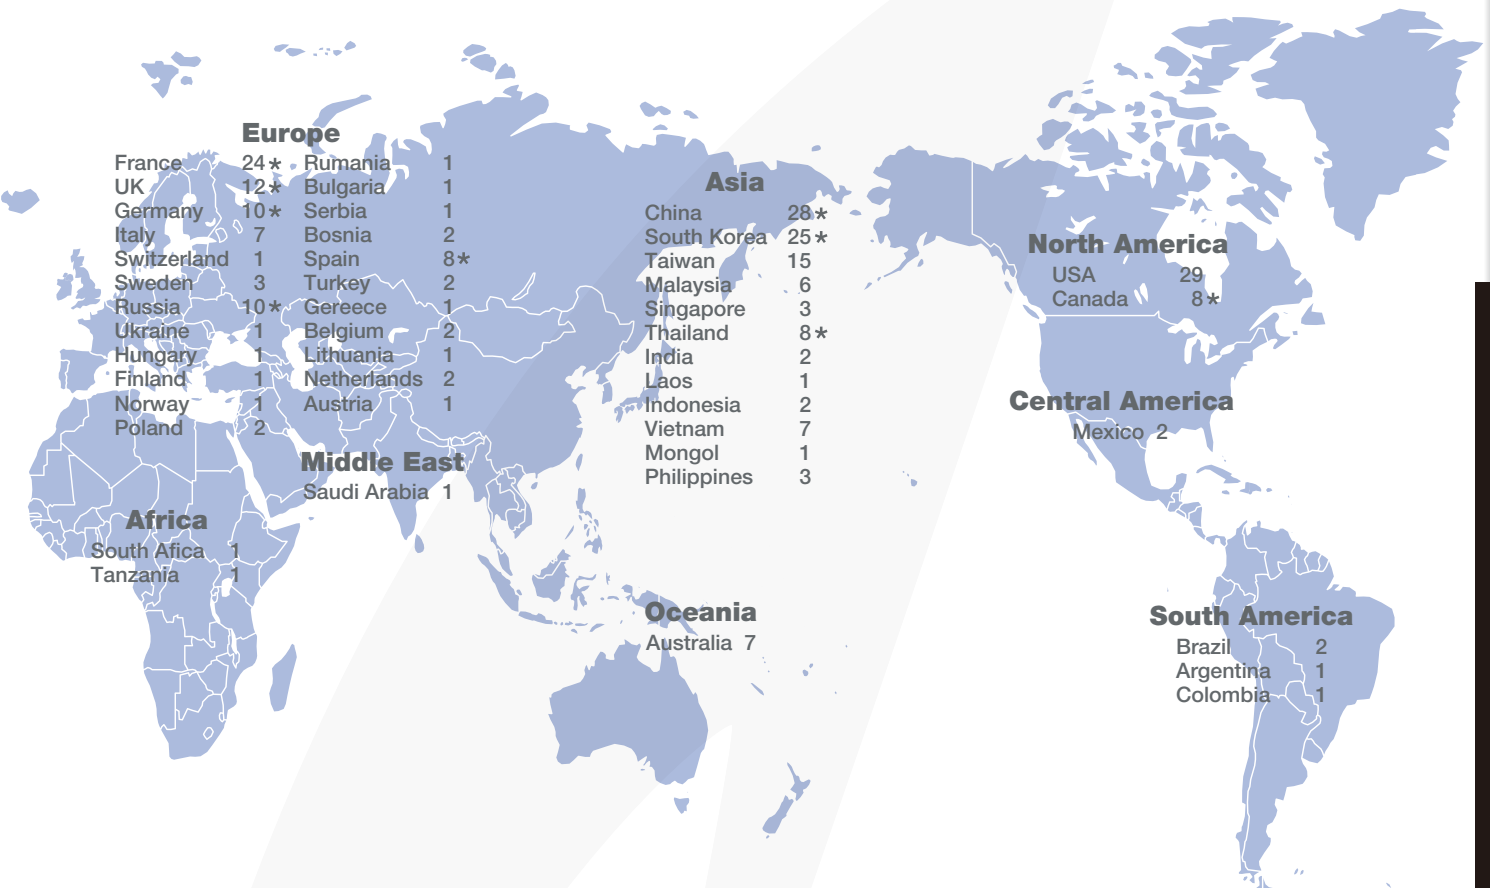 Europe
France 24*
UK 12*
Germany 10*
Italy 7
Switzerland 1
Sweden 3
Russia 10*
Ukraine 1
Hungary 1
Finland 1
Norway 1
Poland 2
Rumania 1
Bulgaria 1
Serbia 1
Bosnia 2
Spain 8*
Turkey 2
Gereece 1
Belgium 2
Lithuania 1
Netherlands 2
Austria 1
Middle East
Saudi Arabia 1
Africa
South Afica 1
Tanzania 1
Asia
China 28*
South Korea 25*
Taiwan 15
Malaysia 6
Singapore 3
Thailand 8*
India 2
Laos 1
Indonesia 2
Vietnam 7
Mongol 1
Philippines 3
Oceania
Australia 7
North America
USA 29
Canada 8*
Central America
Mexico 2
South America
Brazil 2
Argentina 1
Colombia 1